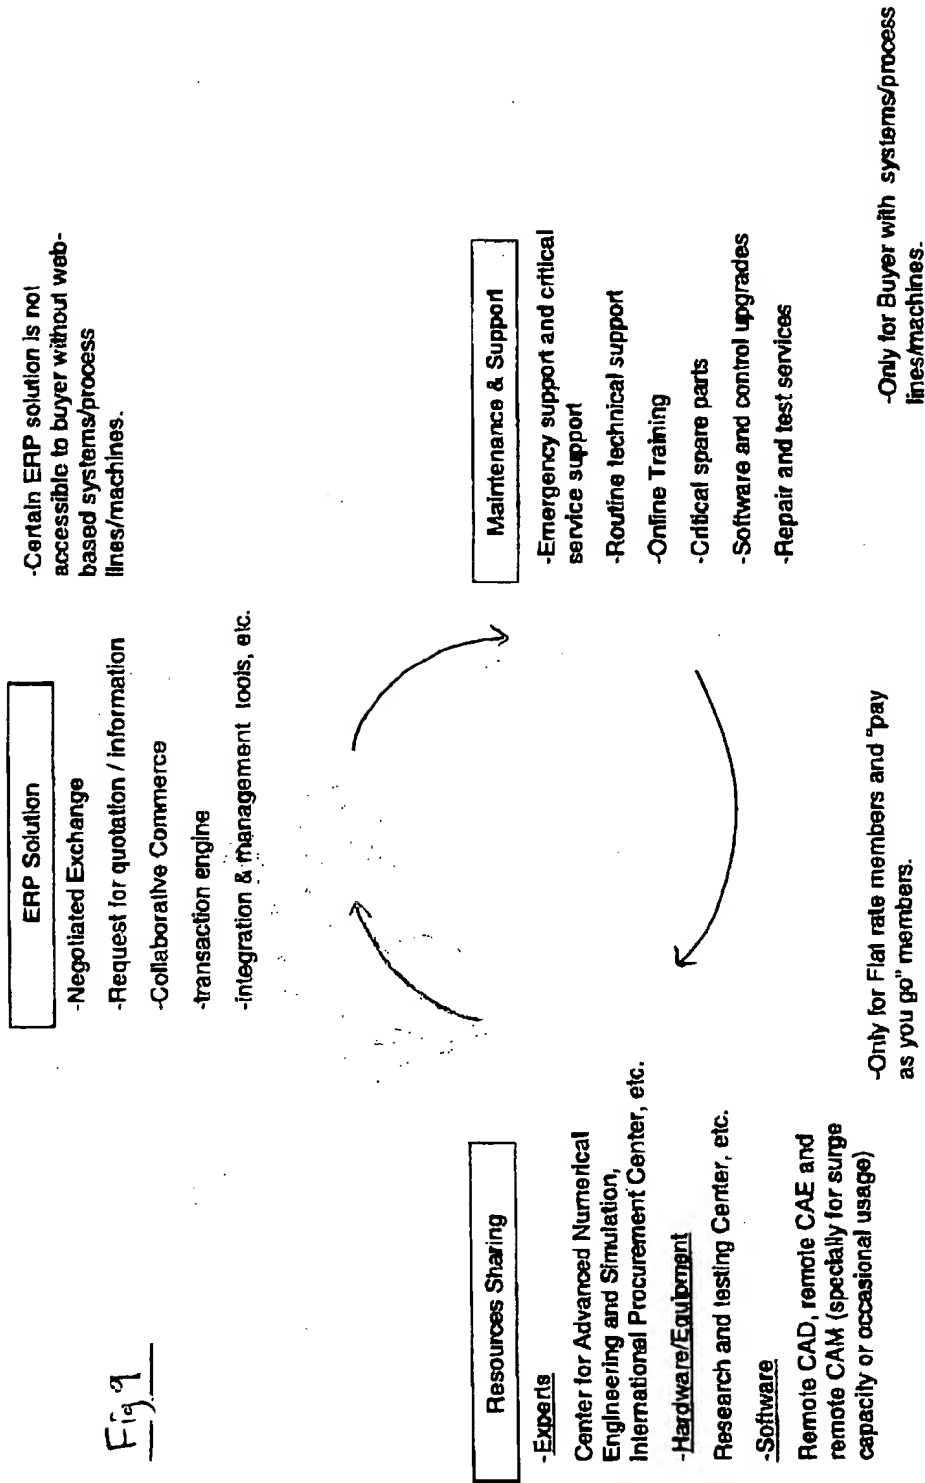 Fig 9
ERP Solution
-Negotiated Exchange
-Request for quotation / information
-Collaborative Commerce
-transaction engine
-integration & management tools, etc.
-Certain ERP solution is not
accessible to buyer without web-
based systems/process
lines/machines.
Resources Sharing
-Experts
Center for Advanced Numerical
Engineering and Simulation,
International Procurement Center, etc.
-Hardware/Equipment
Research and testing Center, etc.
-Software
Remote CAD, remote CAE and
remote CAM (specially for surge
capacity or occasional usage)
-Only for Flat rate members and "pay
as you go" members.
Maintenance & Support
-Emergency support and critical
service support
-Routine technical support
-Online Training
-Critical spare parts
-Software and control upgrades
-Repair and test services
-Only for Buyer with systems/process
lines/machines.